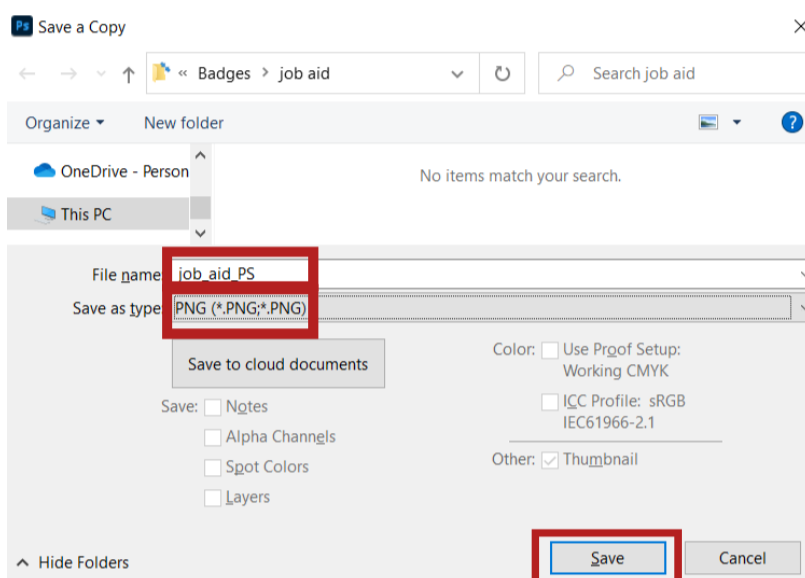 Ps Save a Copy
« Badges > job aid
Search job aid
Organize
New folder
?
OneDrive - Person
This PC
No items match your search.
File name:
job_aid_PS
Save as type:
PNG (*.PNG;*.PNG)
Save to cloud documents
Save:
Notes
Alpha Channels
Spot Colors
Layers
Color:
Use Proof Setup:
Working CMYK
ICC Profile: sRGB
IEC61966-2.1
Other:
Thumbnail
Hide Folders
Save
Cancel